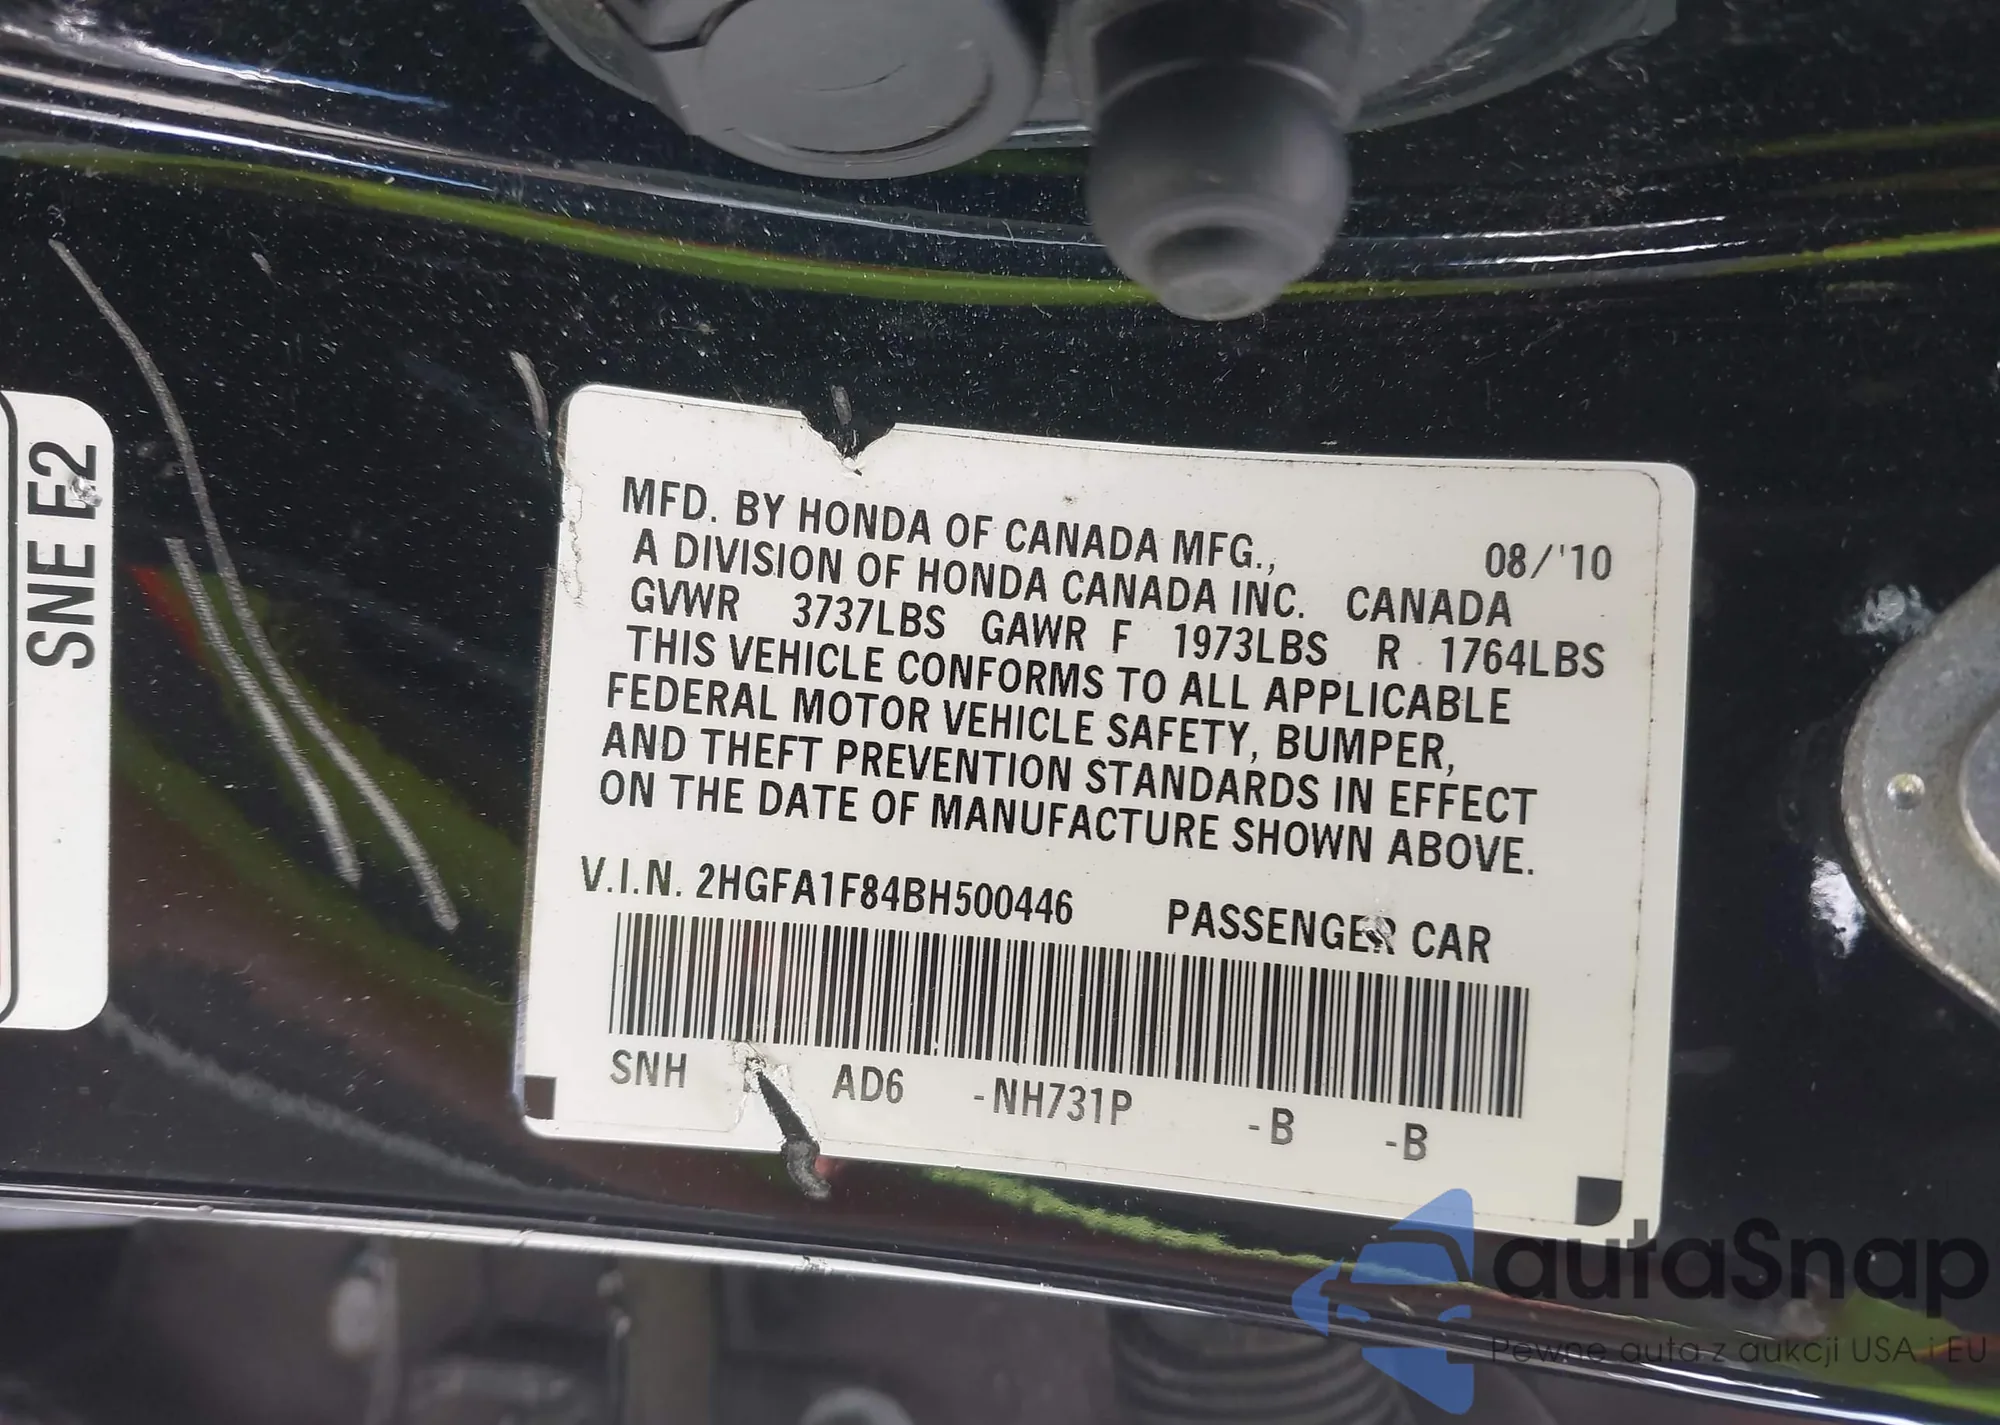 SNE E2
MFD. BY HONDA OF CANADA MFG., 08/'10
A DIVISION OF HONDA CANADA INC. CANADA
GVWR 3737LBS GAWR F 1973LBS R 1764LBS
THIS VEHICLE CONFORMS TO ALL APPLICABLE
FEDERAL MOTOR VEHICLE SAFETY, BUMPER,
AND THEFT PREVENTION STANDARDS IN EFFECT
ON THE DATE OF MANUFACTURE SHOWN ABOVE.
V.I.N. 2HGFA1F84BH500446 PASSENGER CAR
SNH AD6 -NH731P -B -B
autaSnap
Pewne auta z aukcji USA i EU